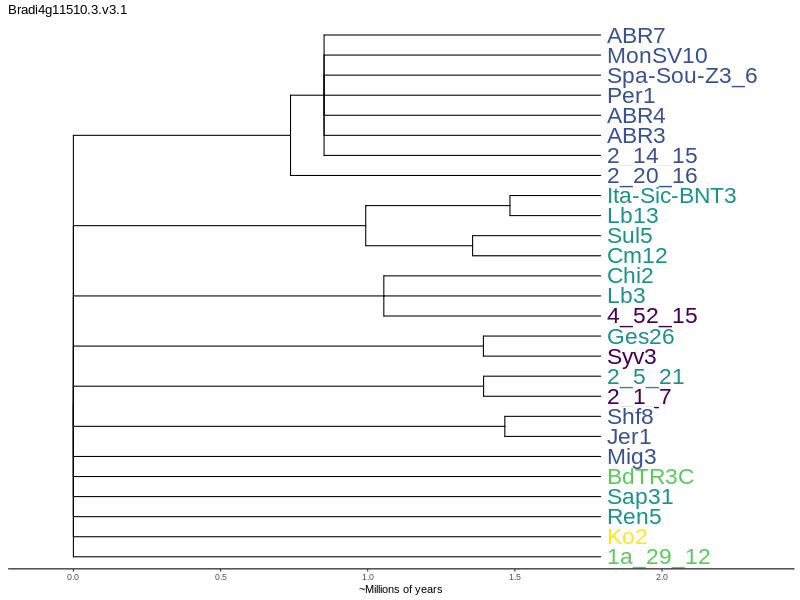 Bradi4g11510.3.v3.1
ABR7
MonSV10
Spa-Sou-Z3_6
Per1
ABR4
ABR3
2_14_15
2_20_16
Ita-Sic-BNT3
Lb13
Sul5
Cm12
Chi2
Lb3
4_52_15
Ges26
Syv3
2_5_21
2_1_7
Shf8
Jer1
Mig3
BdTR3C
Sap31
Ren5
Ko2
1a_29_12
0.0 0.5 1.0 1.5 2.0
~Millions of years